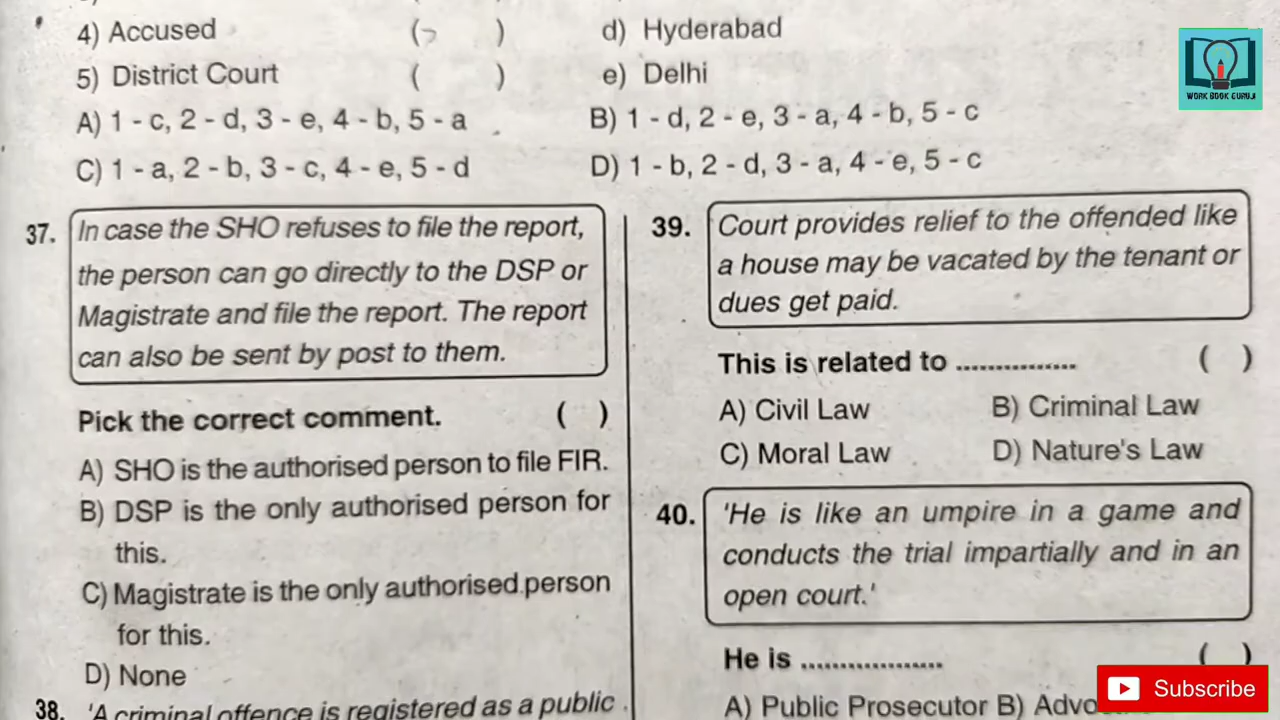 4) Accused ( ) d) Hyderabad
5) District Court ( ) e) Delhi
A) 1 - c, 2 - d, 3 - e, 4 - b, 5 - a B) 1 - d, 2 - e, 3 - a, 4 - b, 5 - c
C) 1 - a, 2 - b, 3 - c, 4 - e, 5 - d D) 1 - b, 2 - d, 3 - a, 4 - e, 5 - c
WORK BOOK GURUJI
37. In case the SHO refuses to file the report,
the person can go directly to the DSP or
Magistrate and file the report. The report
can also be sent by post to them.
Pick the correct comment. ( )
A) SHO is the authorised person to file FIR.
B) DSP is the only authorised person for
this.
C) Magistrate is the only authorised person
for this.
D) None
38. 'A criminal offence is registered as a public
39. Court provides relief to the offended like
a house may be vacated by the tenant or
dues get paid.
This is related to ............... ( )
A) Civil Law B) Criminal Law
C) Moral Law D) Nature's Law
40. 'He is like an umpire in a game and
conducts the trial impartially and in an
open court.'
He is .................. ( )
A) Public Prosecutor B)
Subscribe